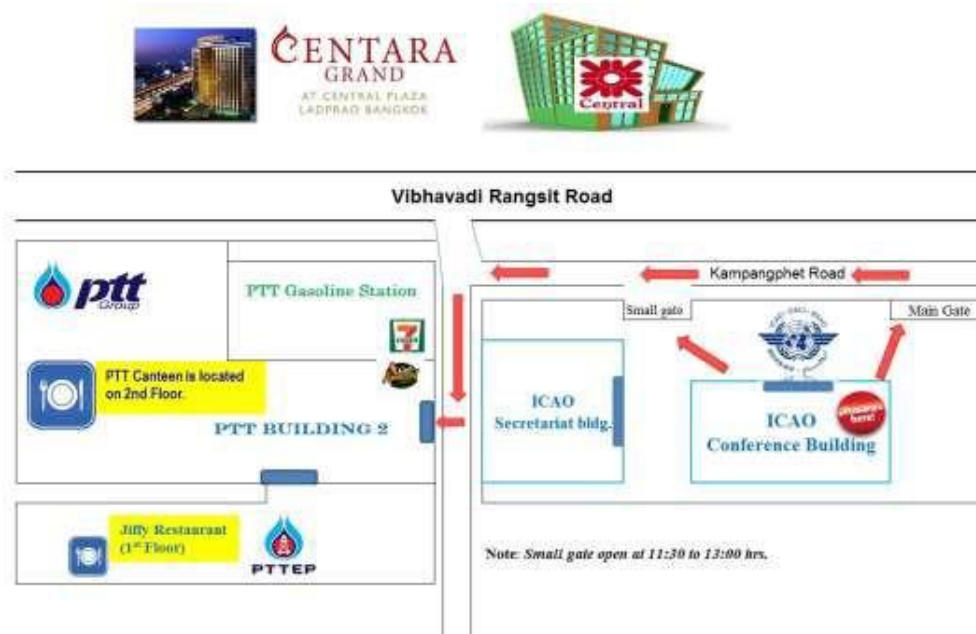 CENTARA
GRAND
AT CENTRAL PLAZA
LADPRAO BANGKOK
Central
Vibhavadi Rangsit Road
Kampangphet Road
ptt
Group
PTT Gasoline Station
7
Small gate
Main Gate
PTT Canteen is located
on 2nd Floor.
PTT BUILDING 2
ICAO
Secretariat bldg.
ICAO
Conference Building
Jiffy Restaurant
(1st Floor)
PTTEP
Note: Small gate open at 11:30 to 13:00 hrs.